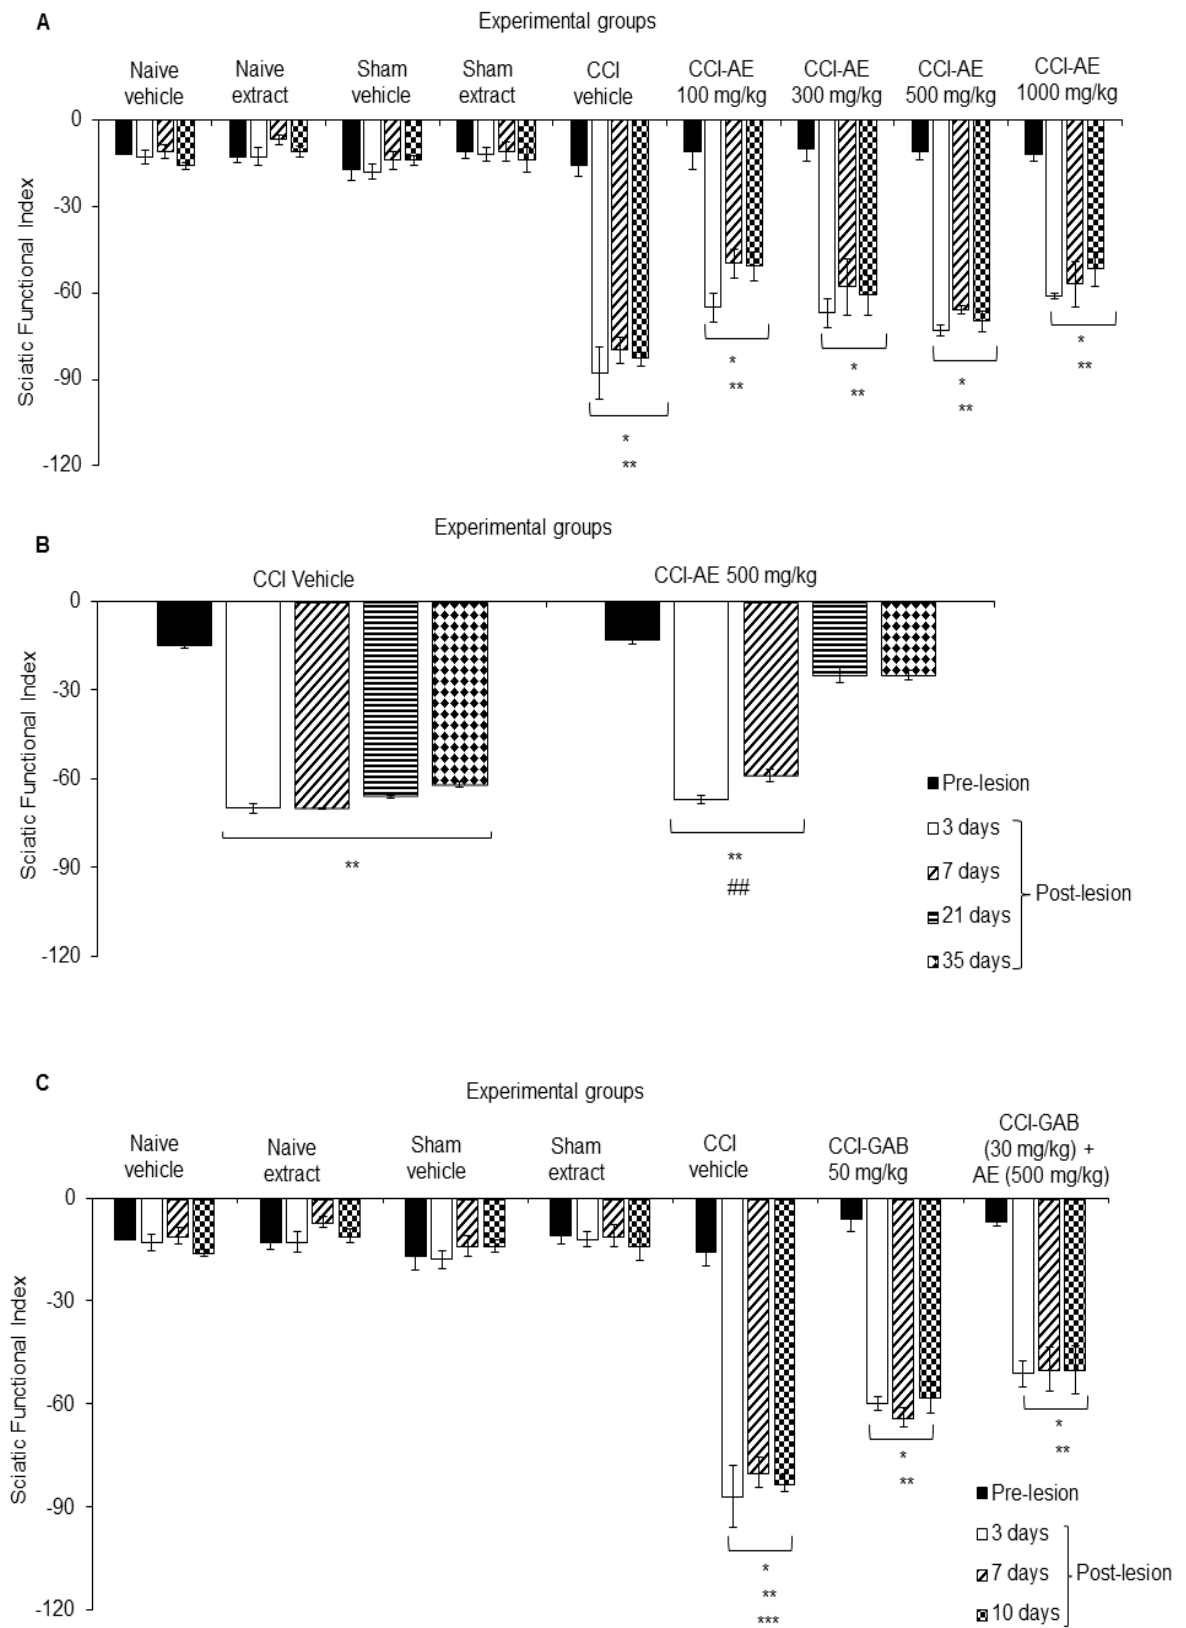 A
Experimental groups
Naive
vehicle
Naive
extract
Sham
vehicle
Sham
extract
CCI
vehicle
CCI-AE
100 mg/kg
CCI-AE
300 mg/kg
CCI-AE
500 mg/kg
CCI-AE
1000 mg/kg
Sciatic Functional Index
0
-30
-60
-90
-120
*
**
*
**
*
**
*
**
*
**
B
Experimental groups
CCI Vehicle
CCI-AE 500 mg/kg
Sciatic Functional Index
0
-30
-60
-90
-120
**
**
##
Pre-lesion
3 days
7 days
21 days
35 days
Post-lesion
C
Experimental groups
Naive
vehicle
Naive
extract
Sham
vehicle
Sham
extract
CCI
vehicle
CCI-GAB
50 mg/kg
CCI-GAB
(30 mg/kg) +
AE (500 mg/kg)
Sciatic Functional Index
0
-30
-60
-90
-120
*
**
***
*
**
*
**
Pre-lesion
3 days
7 days
10 days
Post-lesion